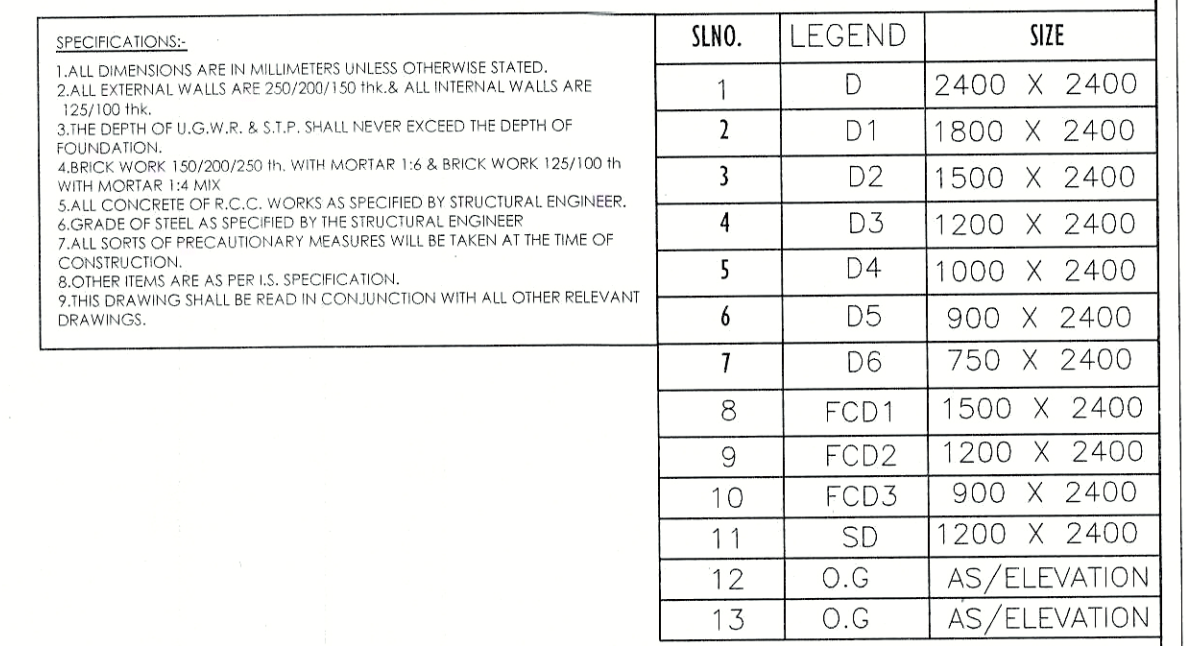 SPECIFICATIONS:-
1.ALL DIMENSIONS ARE IN MILLIMETERS UNLESS OTHERWISE STATED.
2.ALL EXTERNAL WALLS ARE 250/200/150 thk.& ALL INTERNAL WALLS ARE
125/100 thk.
3.THE DEPTH OF U.G.W.R. & S.T.P. SHALL NEVER EXCEED THE DEPTH OF
FOUNDATION.
4.BRICK WORK 150/200/250 th. WITH MORTAR 1:6 & BRICK WORK 125/100 th
WITH MORTAR 1:4 MIX
5.ALL CONCRETE OF R.C.C. WORKS AS SPECIFIED BY STRUCTURAL ENGINEER.
6.GRADE OF STEEL AS SPECIFIED BY THE STRUCTURAL ENGINEER
7.ALL SORTS OF PRECAUTIONARY MEASURES WILL BE TAKEN AT THE TIME OF
CONSTRUCTION.
8.OTHER ITEMS ARE AS PER I.S. SPECIFICATION.
9.THIS DRAWING SHALL BE READ IN CONJUNCTION WITH ALL OTHER RELEVANT
DRAWINGS.
SLNO. LEGEND SIZE
1 D 2400 X 2400
2 D1 1800 X 2400
3 D2 1500 X 2400
4 D3 1200 X 2400
5 D4 1000 X 2400
6 D5 900 X 2400
7 D6 750 X 2400
8 FCD1 1500 X 2400
9 FCD2 1200 X 2400
10 FCD3 900 X 2400
11 SD 1200 X 2400
12 O.G AS/ELEVATION
13 O.G AS/ELEVATION